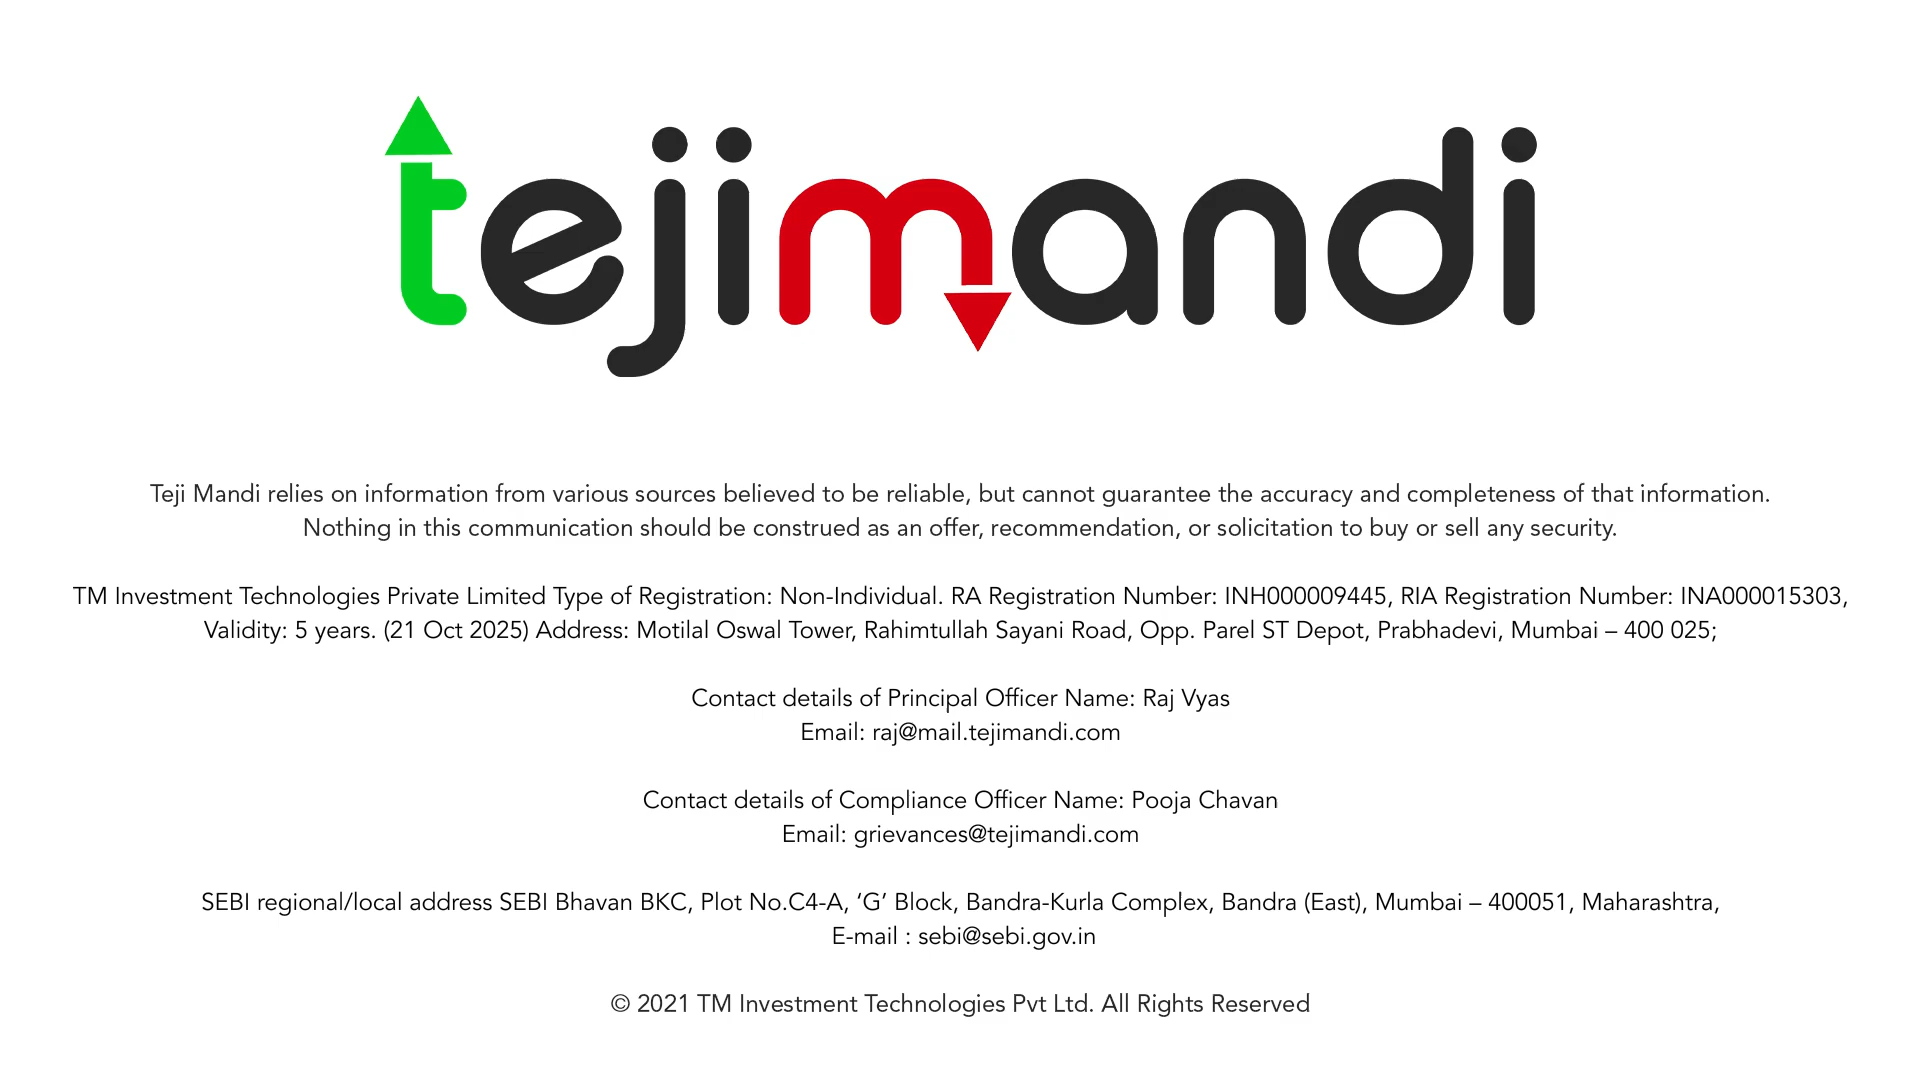 tejimandi
Teji Mandi relies on information from various sources believed to be reliable, but cannot guarantee the accuracy and completeness of that information.
Nothing in this communication should be construed as an offer, recommendation, or solicitation to buy or sell any security.
TM Investment Technologies Private Limited Type of Registration: Non-Individual. RA Registration Number: INH000009445, RIA Registration Number: INA000015303,
Validity: 5 years. (21 Oct 2025) Address: Motilal Oswal Tower, Rahimtullah Sayani Road, Opp. Parel ST Depot, Prabhadevi, Mumbai – 400 025;
Contact details of Principal Officer Name: Raj Vyas
Email: raj@mail.tejimandi.com
Contact details of Compliance Officer Name: Pooja Chavan
Email: grievances@tejimandi.com
SEBI regional/local address SEBI Bhavan BKC, Plot No.C4-A, ‘G’ Block, Bandra-Kurla Complex, Bandra (East), Mumbai – 400051, Maharashtra,
E-mail : sebi@sebi.gov.in
© 2021 TM Investment Technologies Pvt Ltd. All Rights Reserved